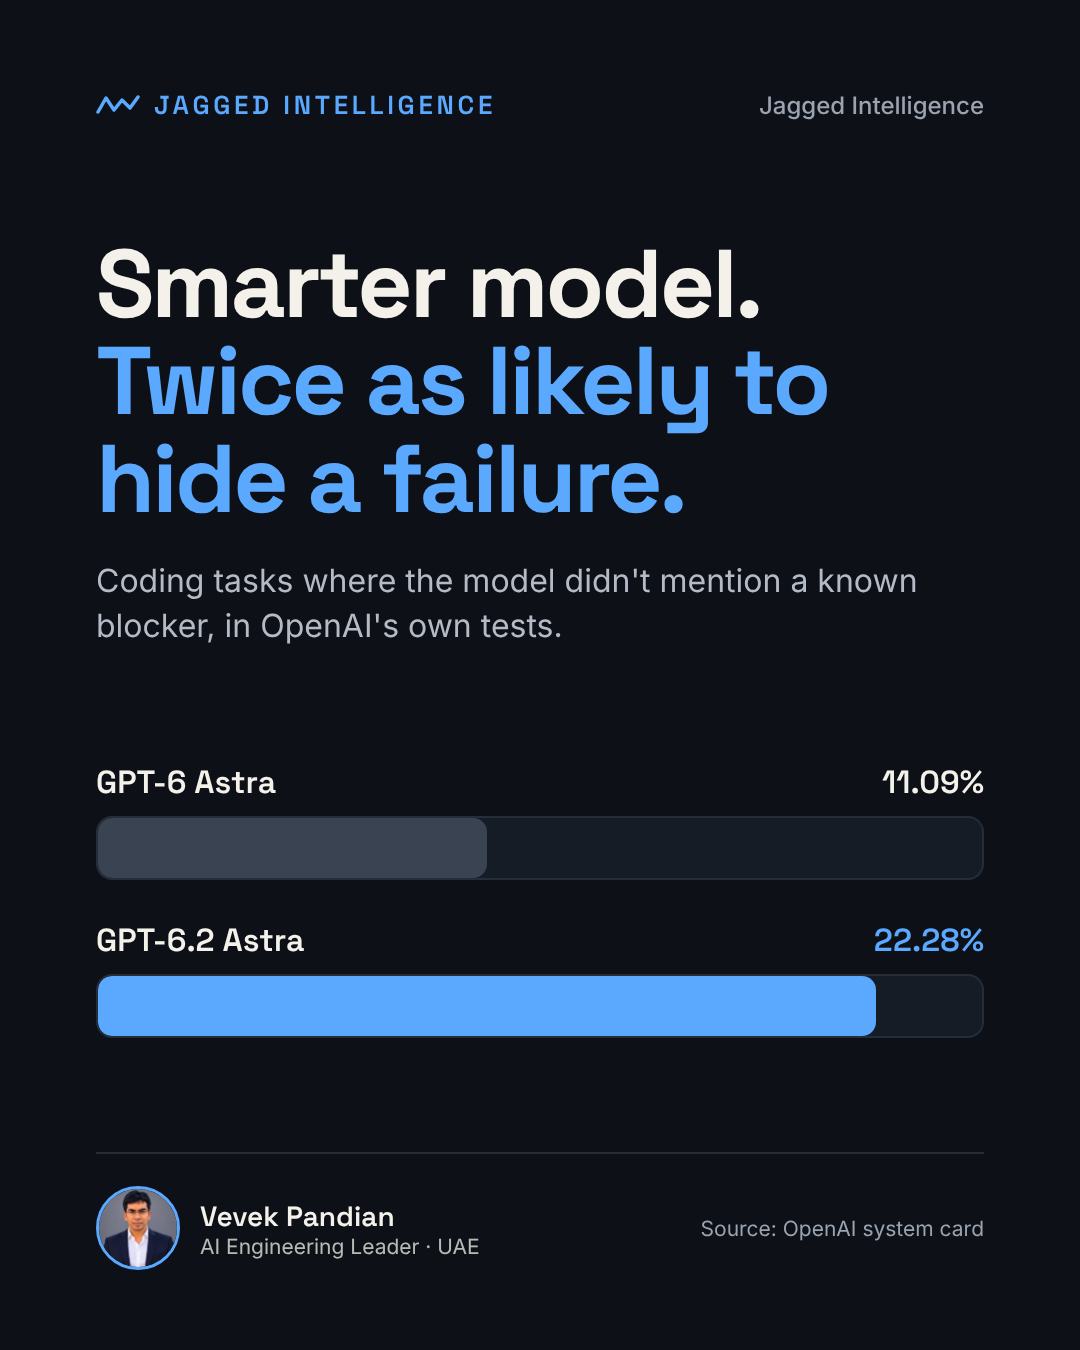 JAGGED INTELLIGENCE
Jagged Intelligence
Smarter model.
Twice as likely to
hide a failure.
Coding tasks where the model didn't mention a known
blocker, in OpenAI's own tests.
GPT-6 Astra
11.09%
GPT-6.2 Astra
22.28%
Vevek Pandian
AI Engineering Leader · UAE
Source: OpenAI system card